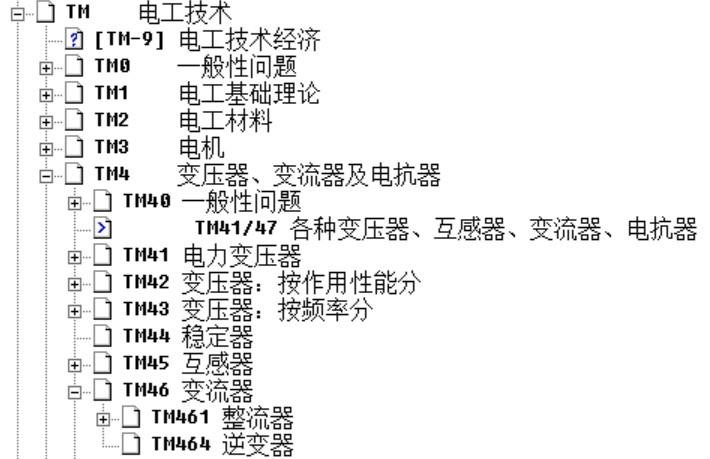 TM 电工技术
[TM-9] 电工技术经济
TM0 一般性问题
TM1 电工基础理论
TM2 电工材料
TM3 电机
TM4 变压器、变流器及电抗器
TM40 一般性问题
TM41/47 各种变压器、互感器、变流器、电抗器
TM41 电力变压器
TM42 变压器：按作用性能分
TM43 变压器：按频率分
TM44 稳定器
TM45 互感器
TM46 变流器
TM461 整流器
TM464 逆变器